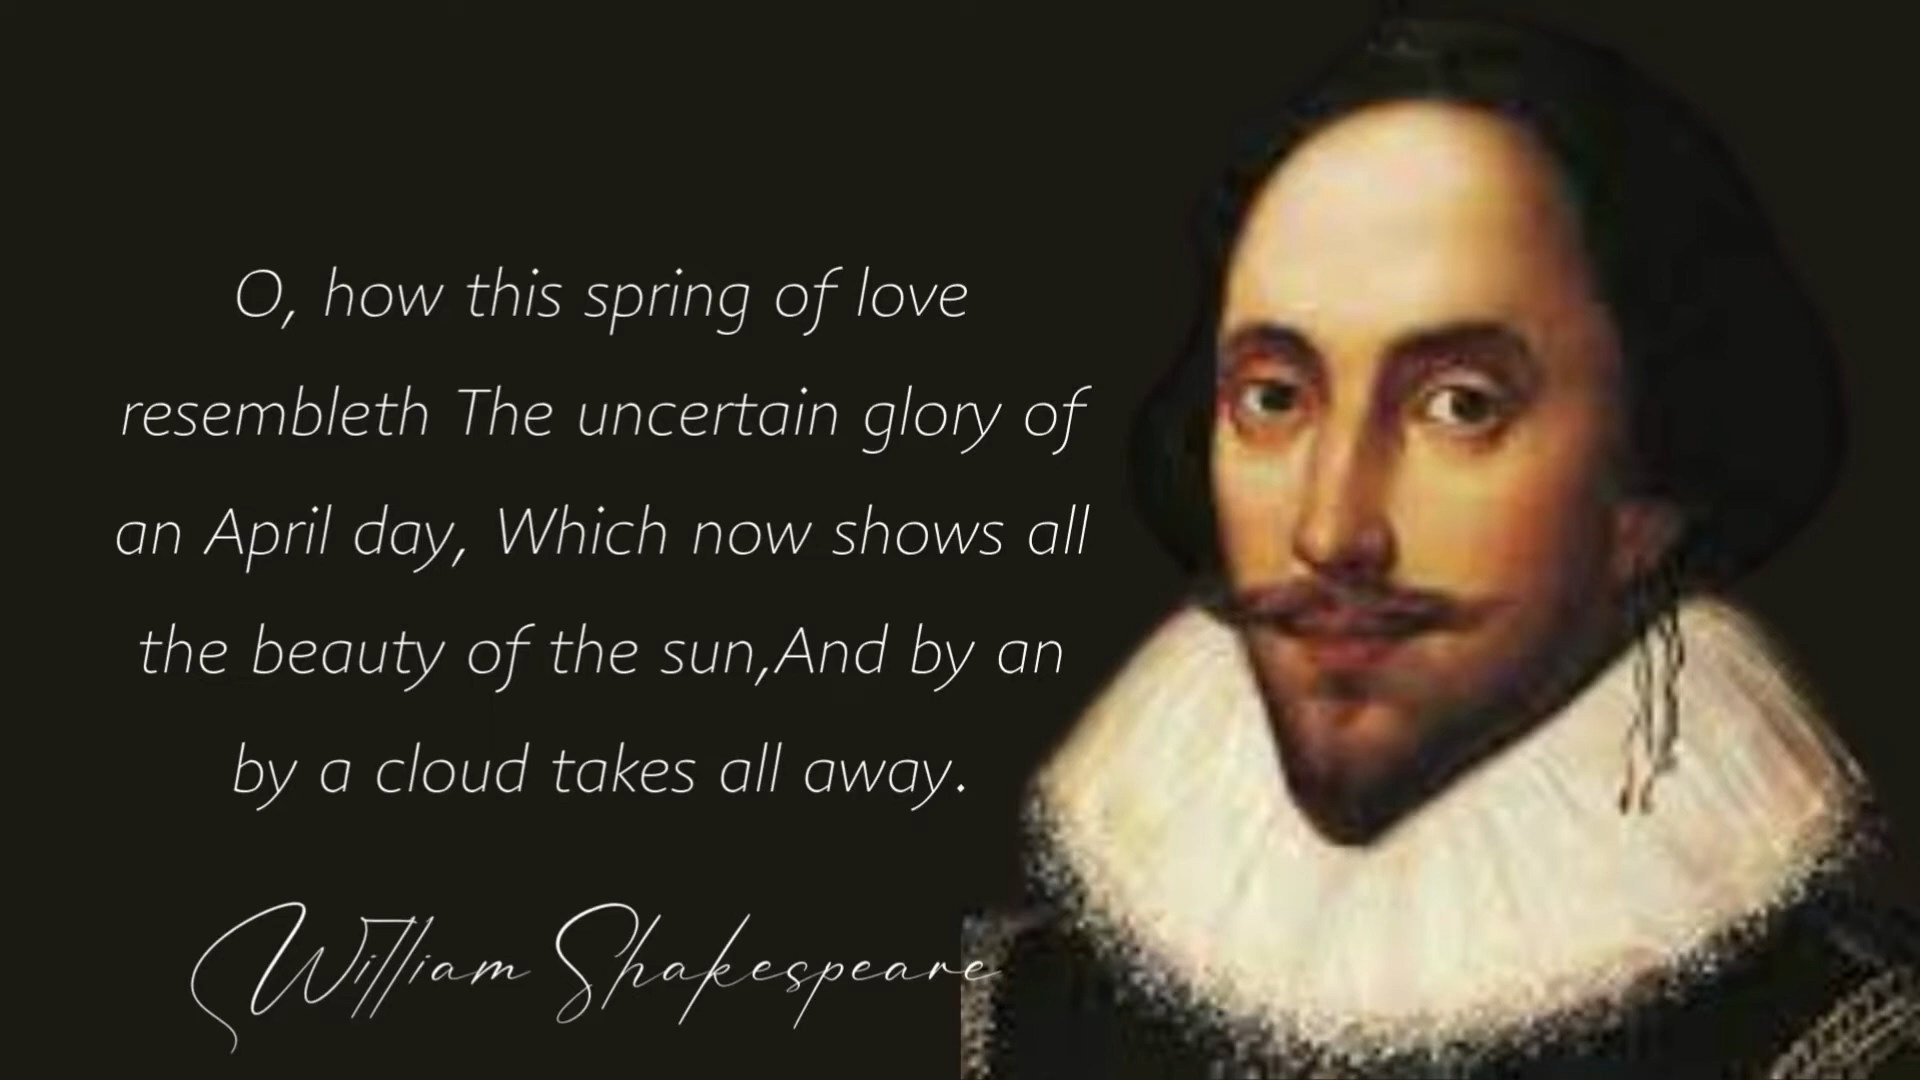 O, how this spring of love
resembleth The uncertain glory of
an April day, Which now shows all
the beauty of the sun,And by an
by a cloud takes all away.
William Shakespeare